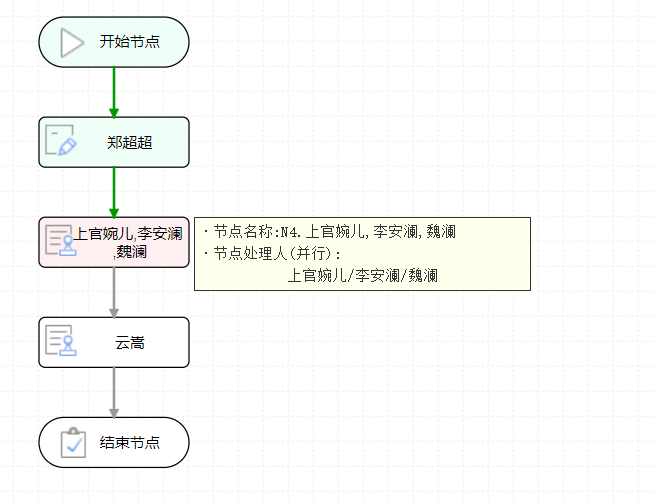 开始节点
郑超超
上官婉儿,李安澜
,魏澜
·节点名称:N4.上官婉儿,李安澜,魏澜
·节点处理人(并行):
上官婉儿/李安澜/魏澜
云嵩
结束节点